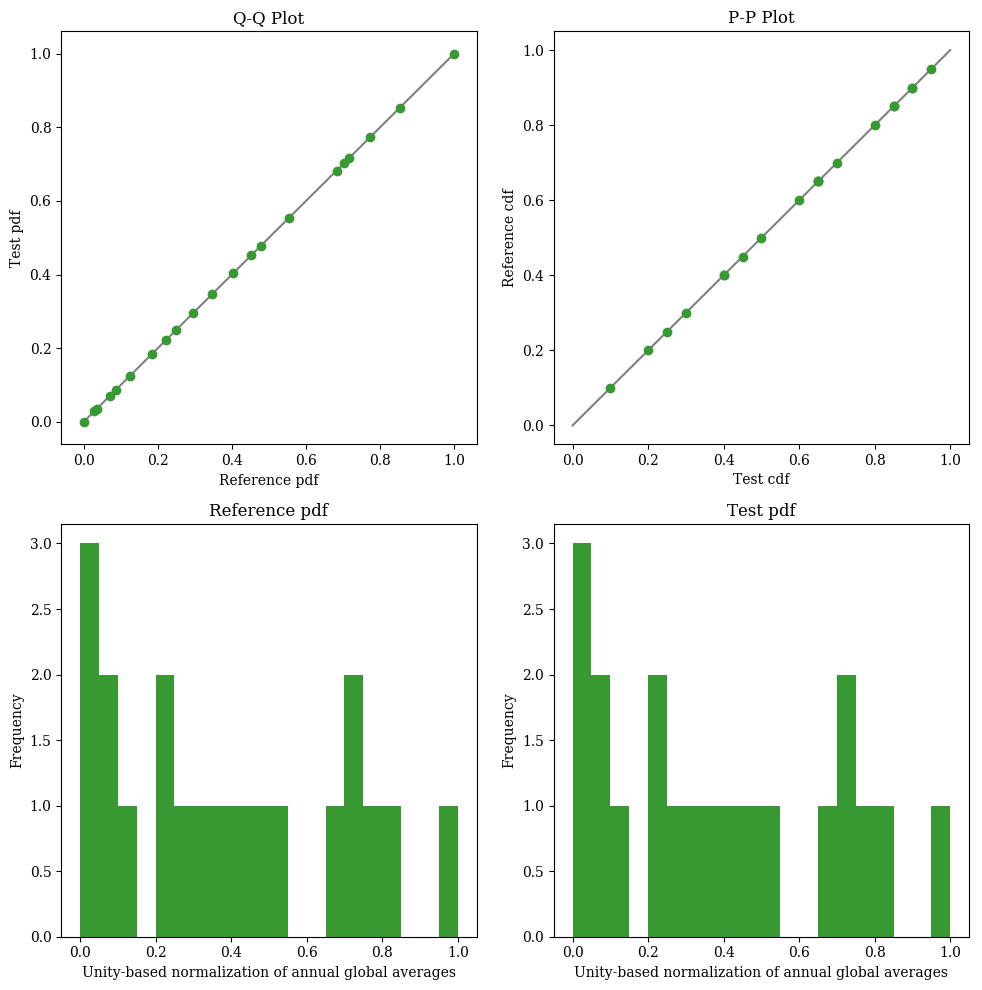 Q-Q Plot
1.0
0.8
0.6
0.4
0.2
0.0
Test pdf
0.0 0.2 0.4 0.6 0.8 1.0
Reference pdf
P-P Plot
1.0
0.8
0.6
0.4
0.2
0.0
Reference cdf
0.0 0.2 0.4 0.6 0.8 1.0
Test cdf
Reference pdf
3.0
2.5
2.0
1.5
1.0
0.5
0.0
Frequency
0.0 0.2 0.4 0.6 0.8 1.0
Unity-based normalization of annual global averages
Test pdf
3.0
2.5
2.0
1.5
1.0
0.5
0.0
Frequency
0.0 0.2 0.4 0.6 0.8 1.0
Unity-based normalization of annual global averages